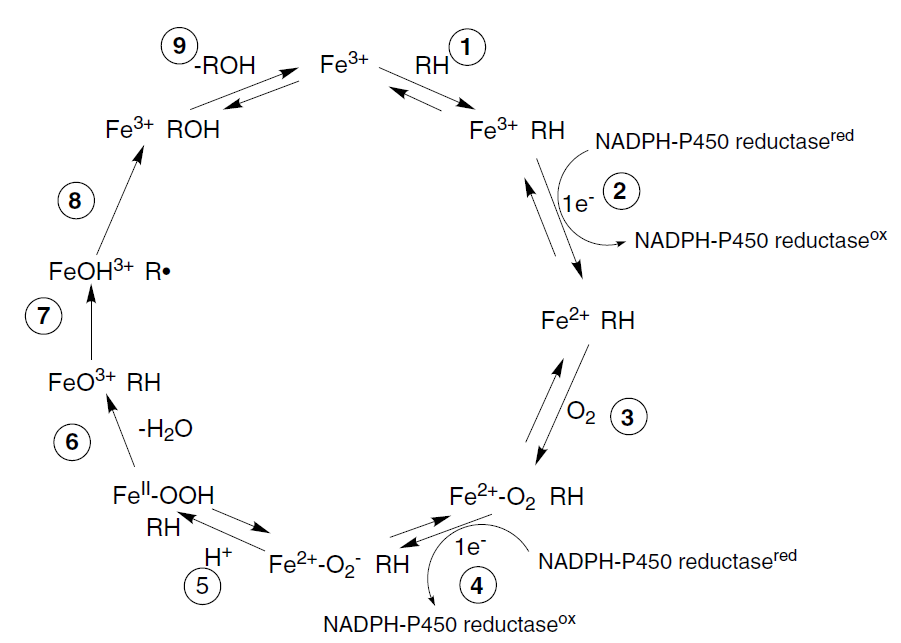 9
-ROH
Fe³⁺
RH
1
Fe³⁺ RH
NADPH-P450 reductaseʳᵉᵈ
1e⁻
2
NADPH-P450 reductaseᵒˣ
Fe²⁺ RH
O₂
3
Fe²⁺-O₂ RH
1e⁻
NADPH-P450 reductaseʳᵉᵈ
4
NADPH-P450 reductaseᵒˣ
Fe²⁺-O₂⁻ RH
H⁺
5
Feᴵᴵ-OOH
RH
6
-H₂O
FeO³⁺ RH
7
FeOH³⁺ R•
8
Fe³⁺ ROH